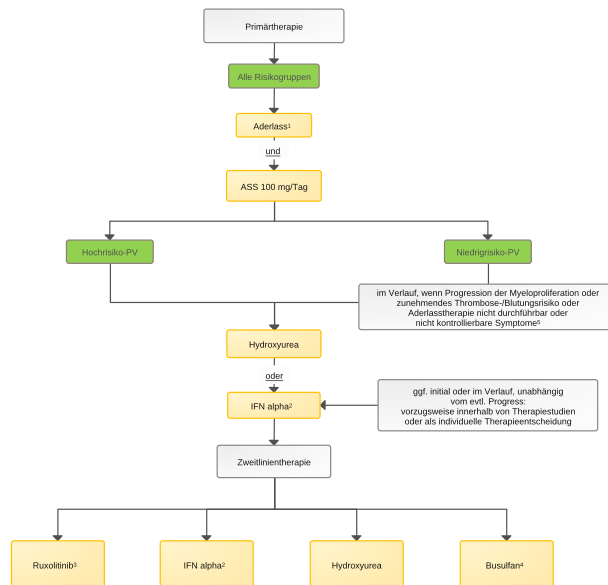 Primärtherapie
Alle Risikogruppen
Aderlass¹
und
ASS 100 mg/Tag
Hochrisiko-PV
Niedrigrisiko-PV
im Verlauf, wenn Progression der Myeloproliferation oder
zunehmendes Thrombose-/Blutungsrisiko oder
Aderlasstherapie nicht durchführbar oder
nicht kontrollierbare Symptome⁵
Hydroxyurea
oder
IFN alpha²
ggf. initial oder im Verlauf, unabhängig
vom evtl. Progress:
vorzugsweise innerhalb von Therapiestudien
oder als individuelle Therapieentscheidung
Zweitlinientherapie
Ruxolitinib³
IFN alpha²
Hydroxyurea
Busulfan⁴